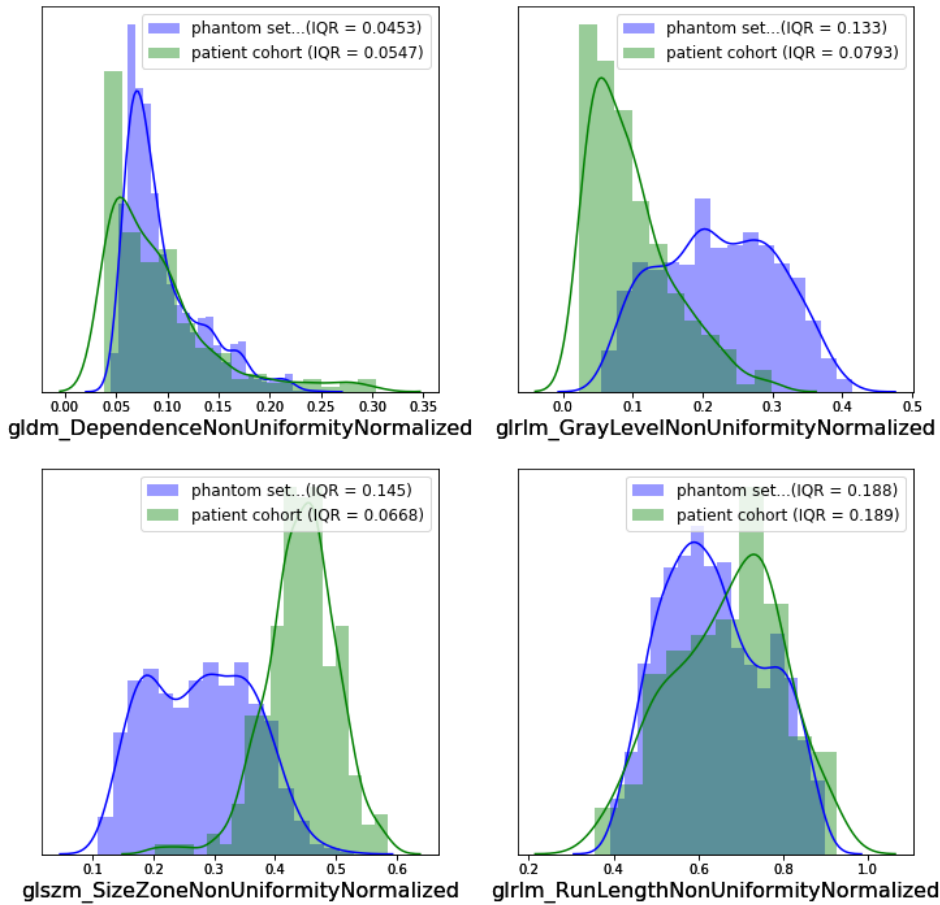 phantom set...(IQR = 0.0453)
patient cohort (IQR = 0.0547)
0.00 0.05 0.10 0.15 0.20 0.25 0.30 0.35
gldm_DependenceNonUniformityNormalized
phantom set...(IQR = 0.133)
patient cohort (IQR = 0.0793)
0.0 0.1 0.2 0.3 0.4 0.5
glrlm_GrayLevelNonUniformityNormalized
phantom set...(IQR = 0.145)
patient cohort (IQR = 0.0668)
0.1 0.2 0.3 0.4 0.5 0.6
glszm_SizeZoneNonUniformityNormalized
phantom set...(IQR = 0.188)
patient cohort (IQR = 0.189)
0.2 0.4 0.6 0.8 1.0
glrlm_RunLengthNonUniformityNormalized